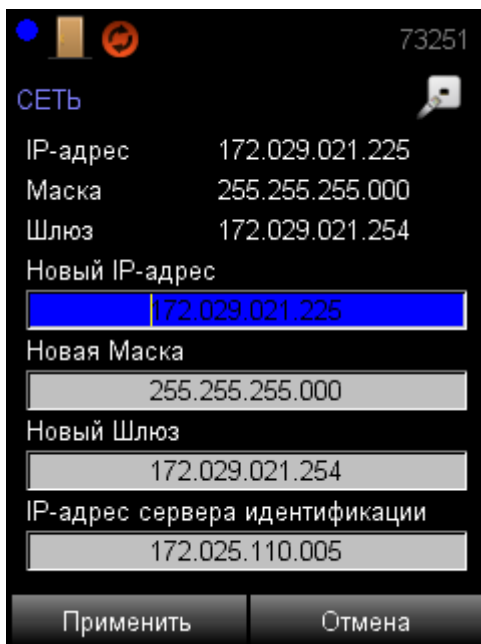 73251
СЕТЬ
IP-адрес 172.029.021.225
Маска 255.255.255.000
Шлюз 172.029.021.254
Новый IP-адрес
172.029.021.225
Новая Маска
255.255.255.000
Новый Шлюз
172.029.021.254
IP-адрес сервера идентификации
172.025.110.005
Применить Отмена